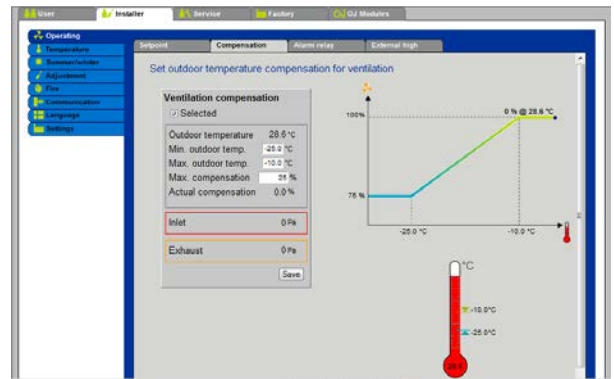 User
Installer
Service
Factory
OJ Modules
Operating
Temperature
Summer/winter
Adjustment
Fire
Communication
Language
Settings
Setpoint
Compensation
Alarm relay
External high
Set outdoor temperature compensation for ventilation
Ventilation compensation
Selected
Outdoor temperature 28.6 °C
Min. outdoor temp. -25.0 °C
Max. outdoor temp. -10.0 °C
Max. compensation 25 %
Actual compensation 0.0 %
Inlet 0 Pa
Exhaust 0 Pa
Save
100%
0 % @ 28.6 °C
75 %
-25.0 °C
-10.0 °C
°C
-10.0°C
-25.0°C